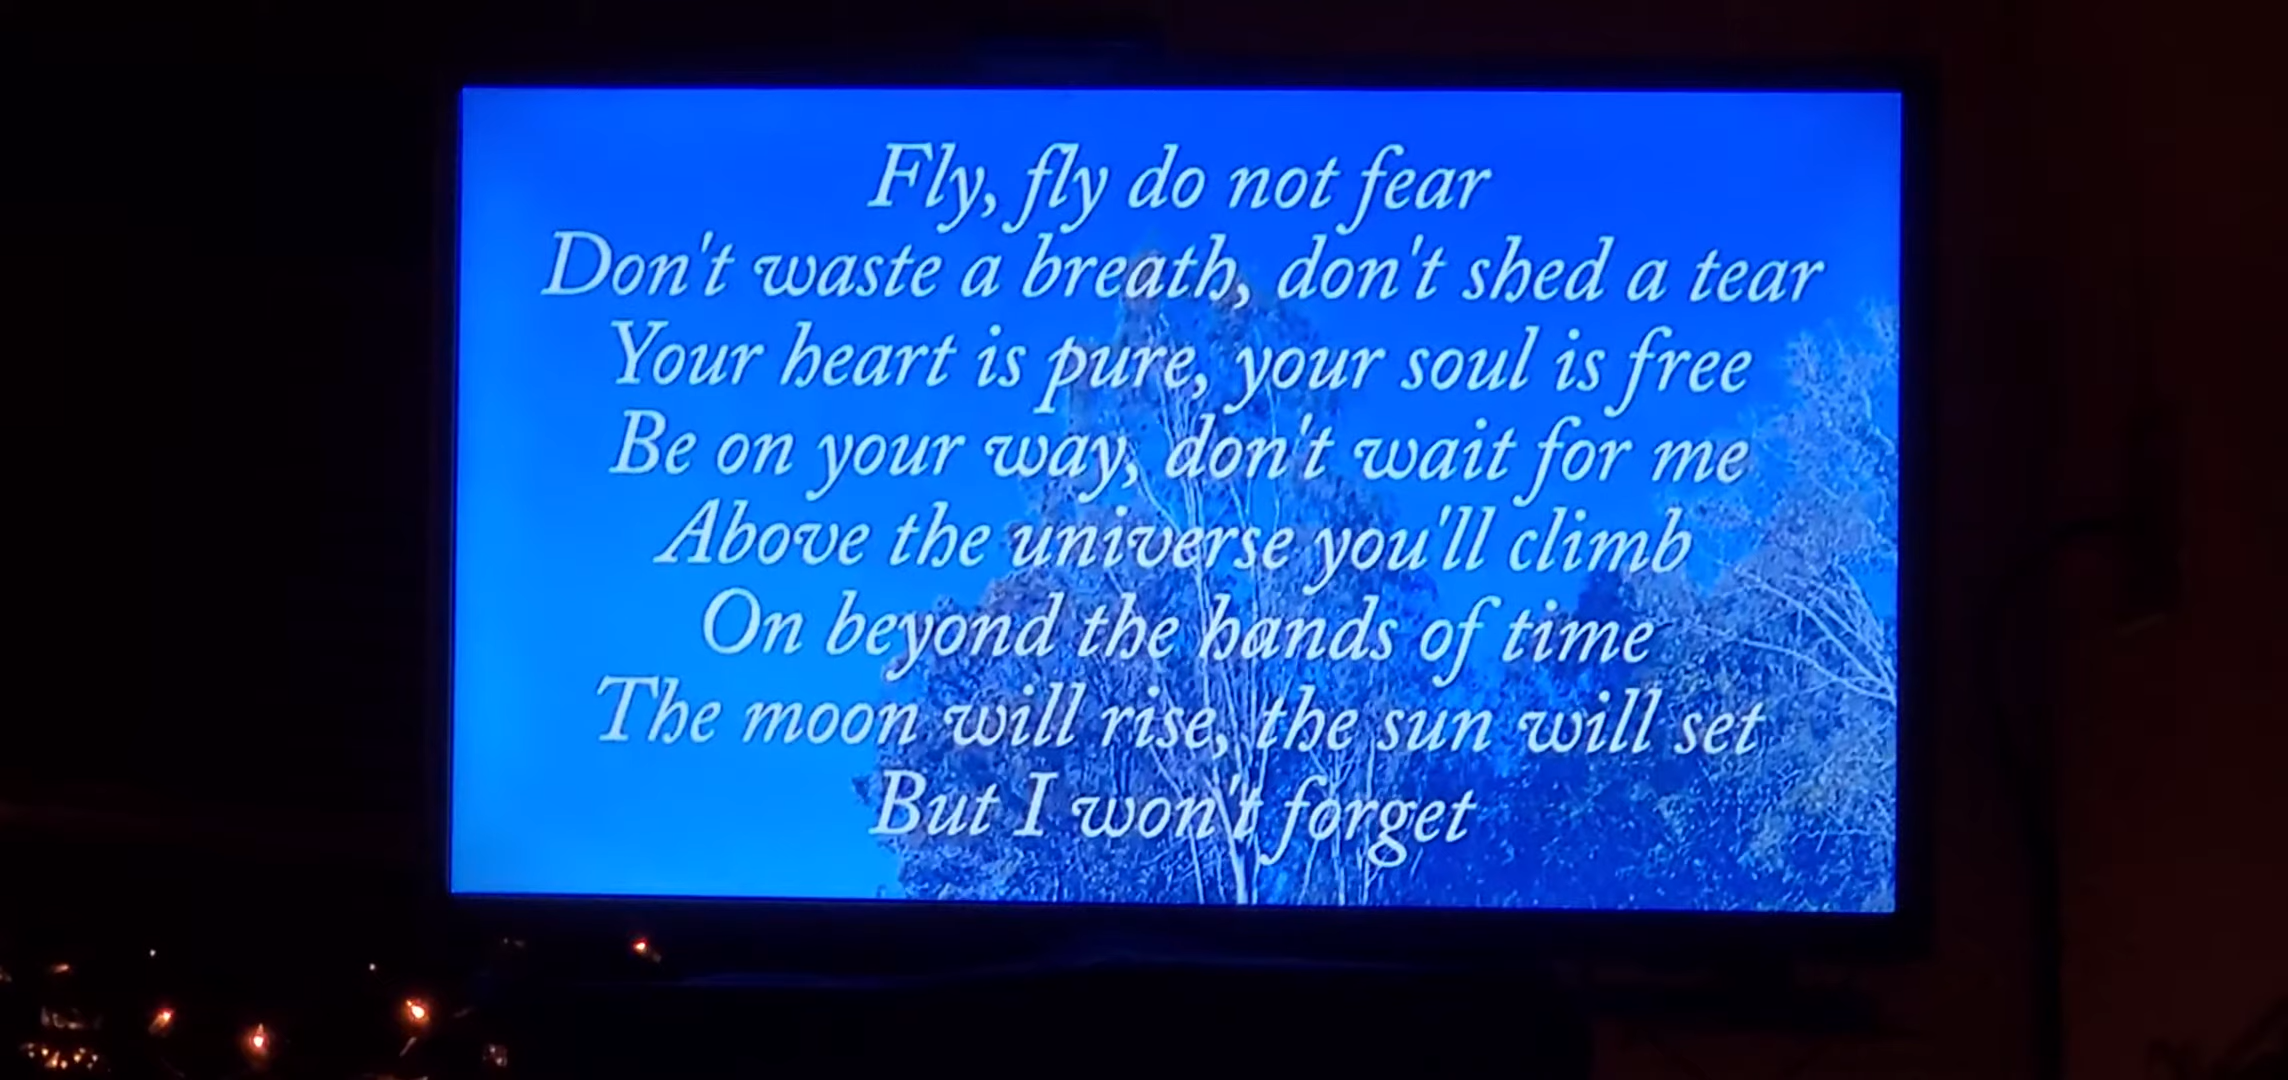 Fly, fly do not fear
Don't waste a breath, don't shed a tear
Your heart is pure, your soul is free
Be on your way, don't wait for me
Above the universe you'll climb
On beyond the hands of time
The moon will rise, the sun will set
But I won't forget